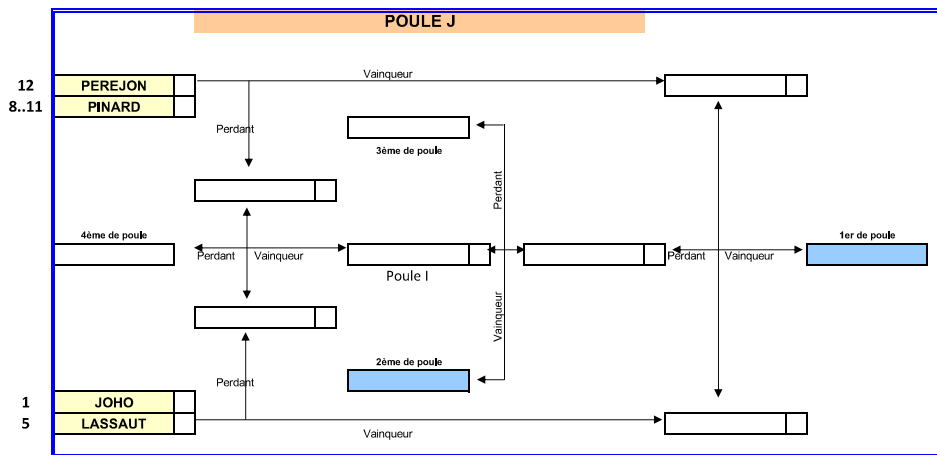 POULE J
Vainqueur
12 PEREJON
8..11 PINARD
Perdant
3ème de poule
Perdant
4ème de poule
1er de poule
Perdant Vainqueur
Perdant Vainqueur
Poule I
Vainqueur
2ème de poule
Perdant
1 JOHO
5 LASSAUT
Vainqueur